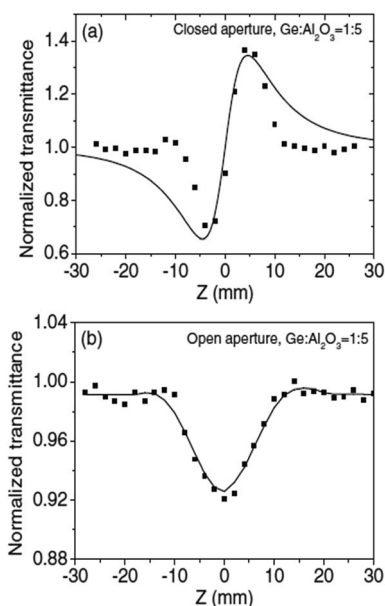 (a) Closed aperture, Ge:Al₂O₃=1:5
Normalized transmittance
1.4
1.2
1.0
0.8
0.6
-30 -20 -10 0 10 20 30
Z (mm)
(b) Open aperture, Ge:Al₂O₃=1:5
Normalized transmittance
1.04
1.00
0.96
0.92
0.88
-30 -20 -10 0 10 20 30
Z (mm)